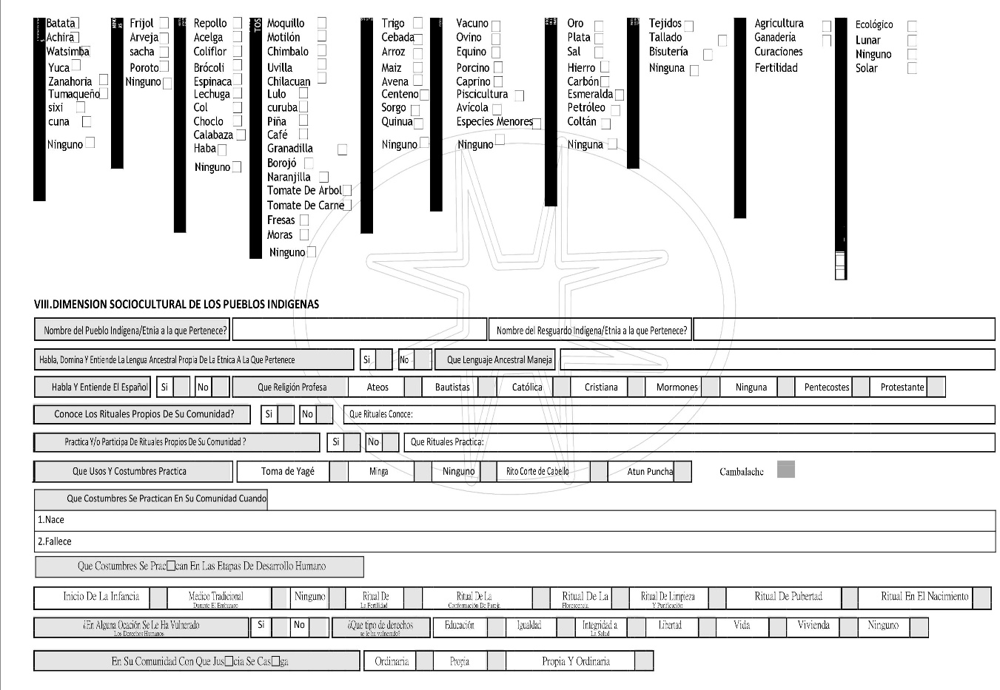 Batata
Achira
Watsimba
Yuca
Zanahoria
Tumaqueño
sixi
cuna
Ninguno
Frijol
Arveja
sacha
Poroto
Ninguno
Repollo
Acelga
Coliflor
Brócoli
Espinaca
Lechuga
Col
Choclo
Calabaza
Haba
Ninguno
TOS
Moquillo
Motilón
Chimbalo
Uvilla
Chilacuan
Lulo
curuba
Piña
Café
Granadilla
Borojó
Naranjilla
Tomate De Arbol
Tomate De Carne
Fresas
Moras
Ninguno
Trigo
Cebada
Arroz
Maiz
Avena
Centeno
Sorgo
Quinua
Ninguno
Vacuno
Ovino
Equino
Porcino
Caprino
Piscicultura
Avícola
Especies Menores
Ninguno
Oro
Plata
Sal
Hierro
Carbón
Esmeralda
Petróleo
Coltán
Ninguna
Tejidos
Tallado
Bisutería
Ninguna
Agricultura
Ganadería
Curaciones
Fertilidad
Ecológico
Lunar
Ninguno
Solar
VIII.DIMENSION SOCIOCULTURAL DE LOS PUEBLOS INDIGENAS
Nombre del Pueblo Indígena/Etnia a la que Pertenece? Nombre del Resguardo Indígena/Etnia a la que Pertenece?
Habla, Domina Y Entiende La Lengua Ancestral Propia De La Etnica A La Que Pertenece Si No Que Lenguaje Ancestral Maneja
Habla Y Entiende El Español Si No Que Religión Profesa Ateos Bautistas Católica Cristiana Mormones Ninguna Pentecostes Protestante
Conoce Los Rituales Propios De Su Comunidad? Si No Que Rituales Conoce:
Practica Y/o Participa De Rituales Propios De Su Comunidad ? Si No Que Rituales Practica:
Que Usos Y Costumbres Practica Toma de Yagé Minga Ninguno Rito Corte de Cabello Atun Puncha Cambalache
Que Costumbres Se Practican En Su Comunidad Cuando
1.Nace
2.Fallece
Que Costumbres Se Prac□can En Las Etapas De Desarrollo Humano
Inicio De La Infancia Medico Tradicional Durante El Embarazo Ninguno Ritual De La Fertilidad Ritual De La Conformación De Pareja Ritual De La Florescencia Ritual De Limpieza Y Purificación Ritual De Pubertad Ritual En El Nacimiento
¿En Alguna Ocación Se Le Ha Vulnerado Los Derechos Humanos Si No ¿Que tipo de derechos se le ha vulnerado? Educación Igualdad Integridad a La Salud Libertad Vida Vivienda Ninguno
En Su Comunidad Con Que Jus□cia Se Cas□ga Ordinaria Propia Propia Y Ordinaria